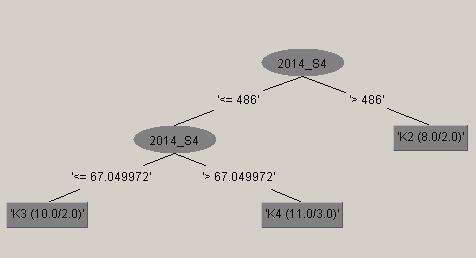 2014_S4
'<= 486'
'> 486'
2014_S4
'K2 (8.0/2.0)'
'<= 67.049972'
'> 67.049972'
'K3 (10.0/2.0)'
'K4 (11.0/3.0)'